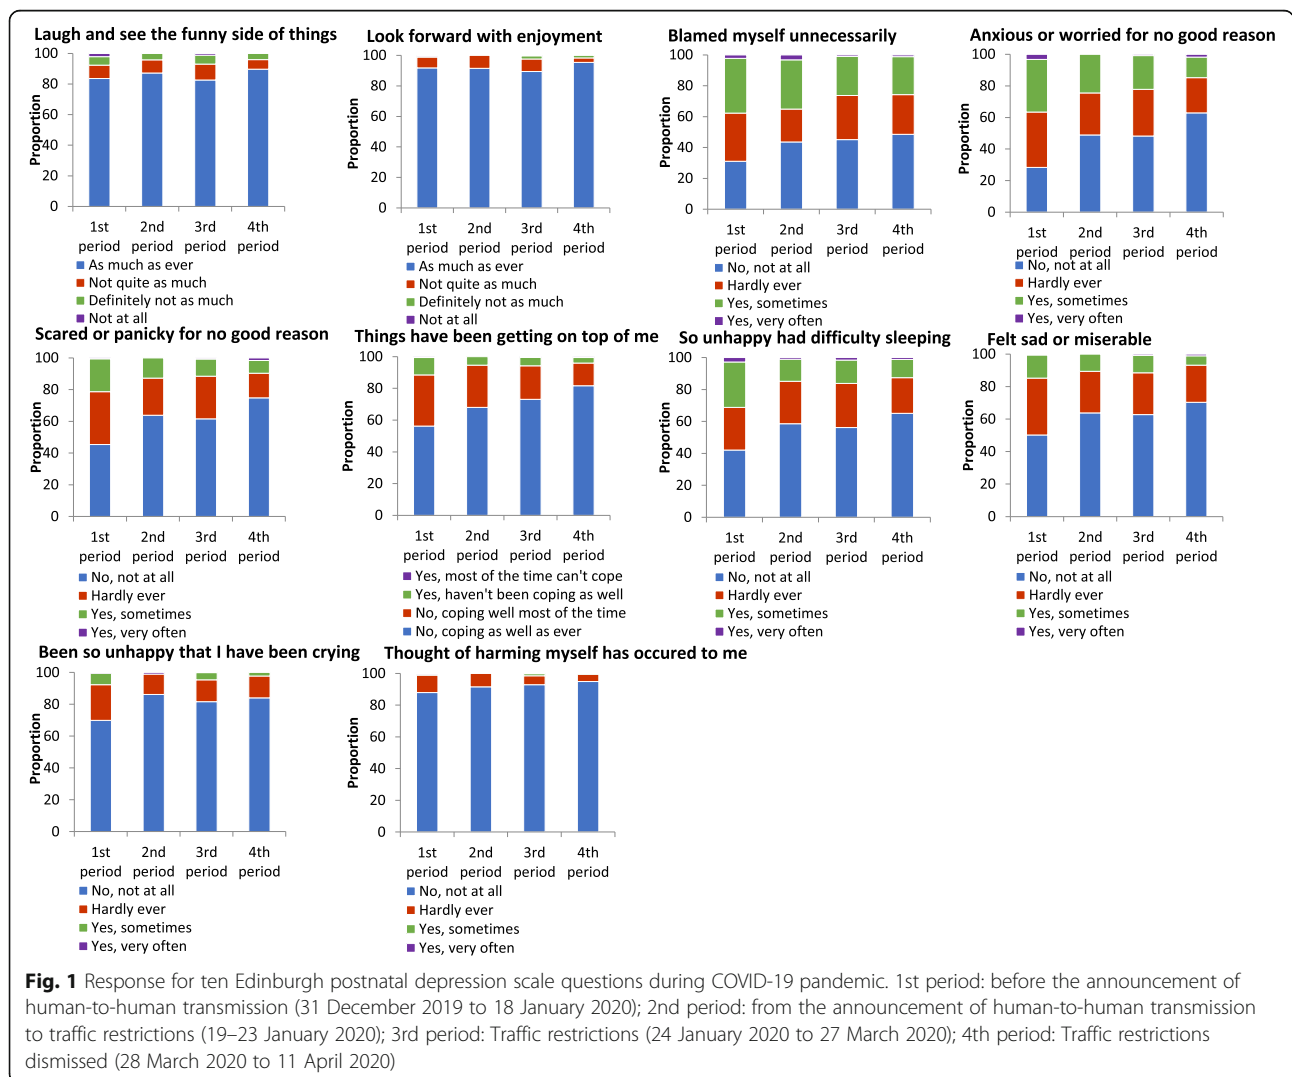 Laugh and see the funny side of things
Proportion
100
80
60
40
20
0
1st period
2nd period
3rd period
4th period
As much as ever
Not quite as much
Definitely not as much
Not at all
Look forward with enjoyment
Proportion
100
80
60
40
20
0
1st period
2nd period
3rd period
4th period
As much as ever
Not quite as much
Definitely not as much
Not at all
Blamed myself unnecessarily
Proportion
100
80
60
40
20
0
1st period
2nd period
3rd period
4th period
No, not at all
Hardly ever
Yes, sometimes
Yes, very often
Anxious or worried for no good reason
Proportion
100
80
60
40
20
0
1st period
2nd period
3rd period
4th period
No, not at all
Hardly ever
Yes, sometimes
Yes, very often
Scared or panicky for no good reason
Proportion
100
80
60
40
20
0
1st period
2nd period
3rd period
4th period
No, not at all
Hardly ever
Yes, sometimes
Yes, very often
Things have been getting on top of me
Proportion
100
80
60
40
20
0
1st period
2nd period
3rd period
4th period
Yes, most of the time can't cope
Yes, haven't been coping as well
No, coping well most of the time
No, coping as well as ever
So unhappy had difficulty sleeping
Proportion
100
80
60
40
20
0
1st period
2nd period
3rd period
4th period
No, not at all
Hardly ever
Yes, sometimes
Yes, very often
Felt sad or miserable
Proportion
100
80
60
40
20
0
1st period
2nd period
3rd period
4th period
No, not at all
Hardly ever
Yes, sometimes
Yes, very often
Been so unhappy that I have been crying
Proportion
100
80
60
40
20
0
1st period
2nd period
3rd period
4th period
No, not at all
Hardly ever
Yes, sometimes
Yes, very often
Thought of harming myself has occured to me
Proportion
100
80
60
40
20
0
1st period
2nd period
3rd period
4th period
No, not at all
Hardly ever
Yes, sometimes
Yes, very often
Fig. 1 Response for ten Edinburgh postnatal depression scale questions during COVID-19 pandemic. 1st period: before the announcement of
human-to-human transmission (31 December 2019 to 18 January 2020); 2nd period: from the announcement of human-to-human transmission
to traffic restrictions (19–23 January 2020); 3rd period: Traffic restrictions (24 January 2020 to 27 March 2020); 4th period: Traffic restrictions
dismissed (28 March 2020 to 11 April 2020)